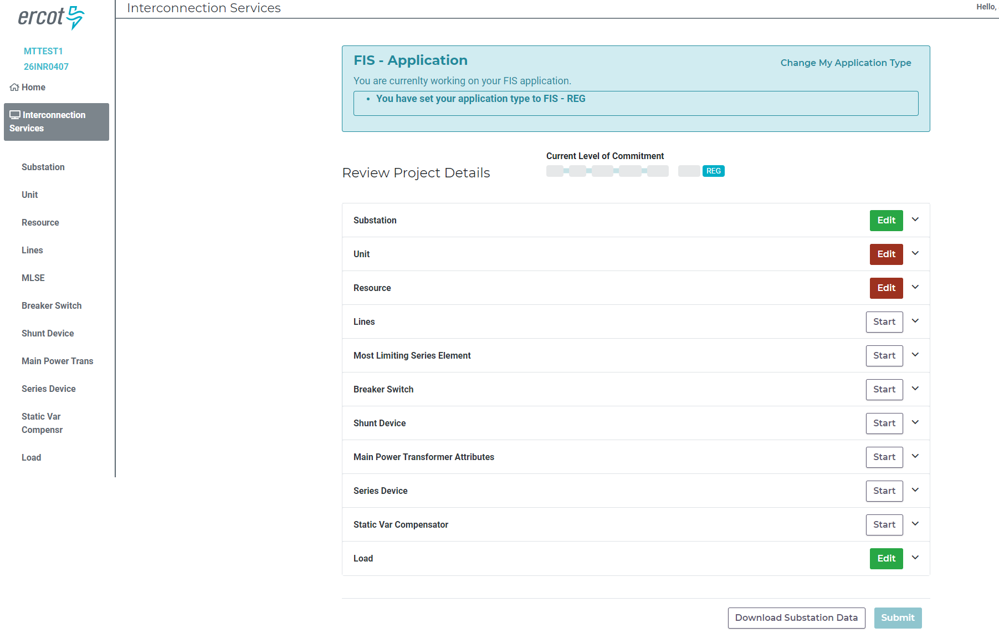 ercot
Interconnection Services
Hello,
MTTEST1
26INR0407
Home
Interconnection
Services
Substation
Unit
Resource
Lines
MLSE
Breaker Switch
Shunt Device
Main Power Trans
Series Device
Static Var
Compensr
Load
FIS - Application
Change My Application Type
You are currenlty working on your FIS application.
• You have set your application type to FIS - REG
Current Level of Commitment
Review Project Details
REG
Substation Edit
Unit Edit
Resource Edit
Lines Start
Most Limiting Series Element Start
Breaker Switch Start
Shunt Device Start
Main Power Transformer Attributes Start
Series Device Start
Static Var Compensator Start
Load Edit
Download Substation Data Submit